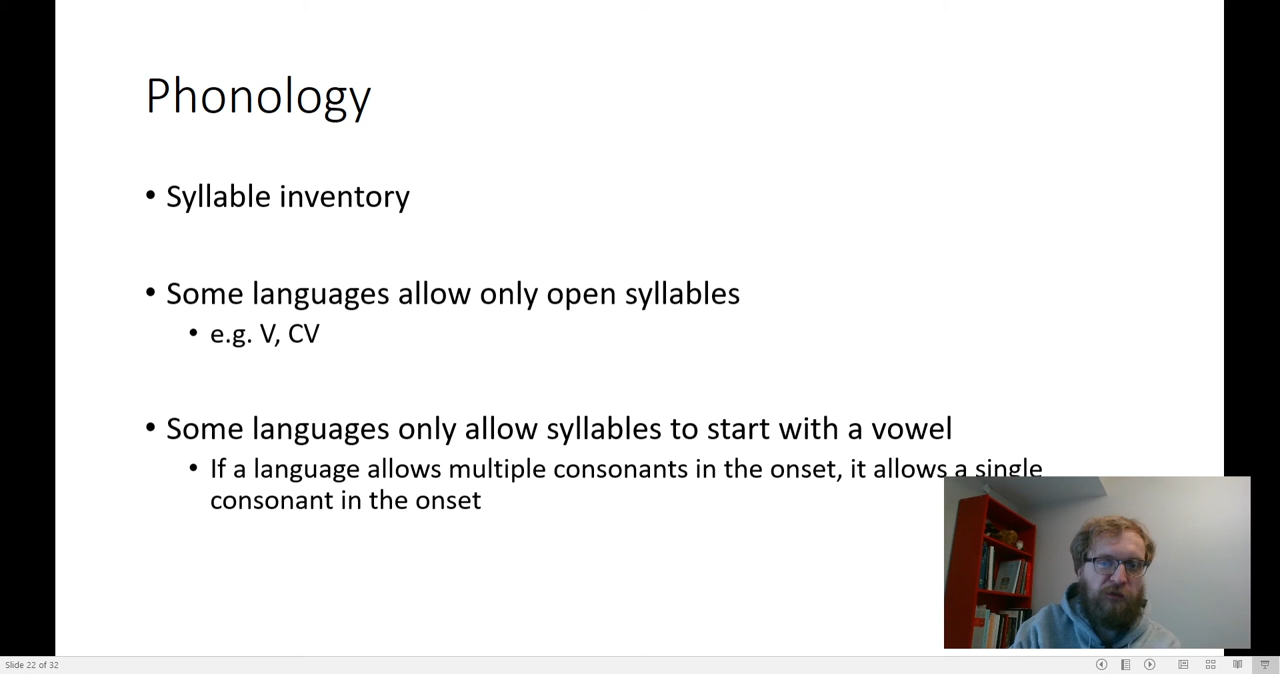 Phonology
• Syllable inventory
• Some languages allow only open syllables
• e.g. V, CV
• Some languages only allow syllables to start with a vowel
• If a language allows multiple consonants in the onset, it allows a single
consonant in the onset
Slide 22 of 32